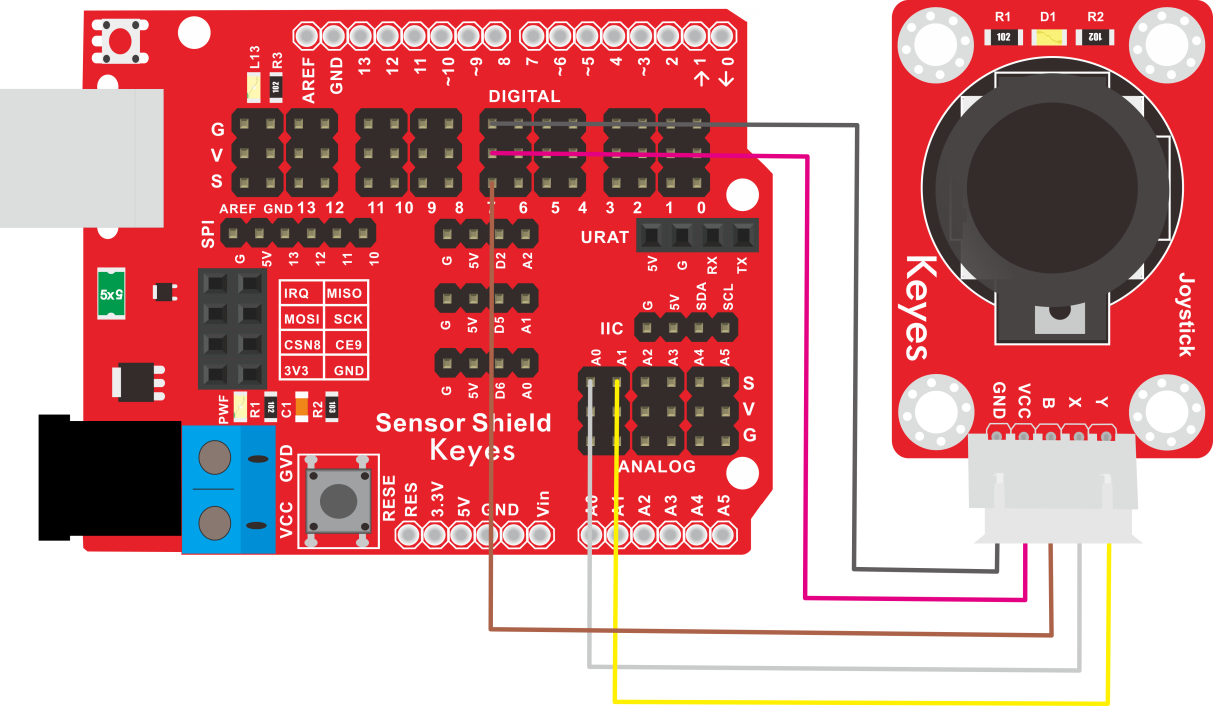 L13
R3
102
AREF
GND
13
12
11
~10
~9
8
7
~6
~5
4
~3
2
→1
←0
DIGITAL
G
V
S
AREF GND 13 12
11 10 9 8
7 6 5 4
3 2 1 0
SPI
G
5V
13
12
11
10
G
5V
D2
A2
URAT
5V
G
RX
TX
5x5
IRQ MISO
MOSI SCK
CSN8 CE9
3V3 GND
G
5V
D5
A1
IIC
G
5V
SDA
SCL
G
5V
D6
A0
A0
A1
A2
A3
A4
A5
S
V
G
PWF
R1
102
C1
R2
103
Sensor Shield
Keyes
ANALOG
GVD
VCC
RESE
RES
3.3V
5V
GND
Vin
A0
A1
A2
A3
A4
A5
R1 D1 R2
201
102
Keyes
Joystick
GND
VCC
B
X
Y